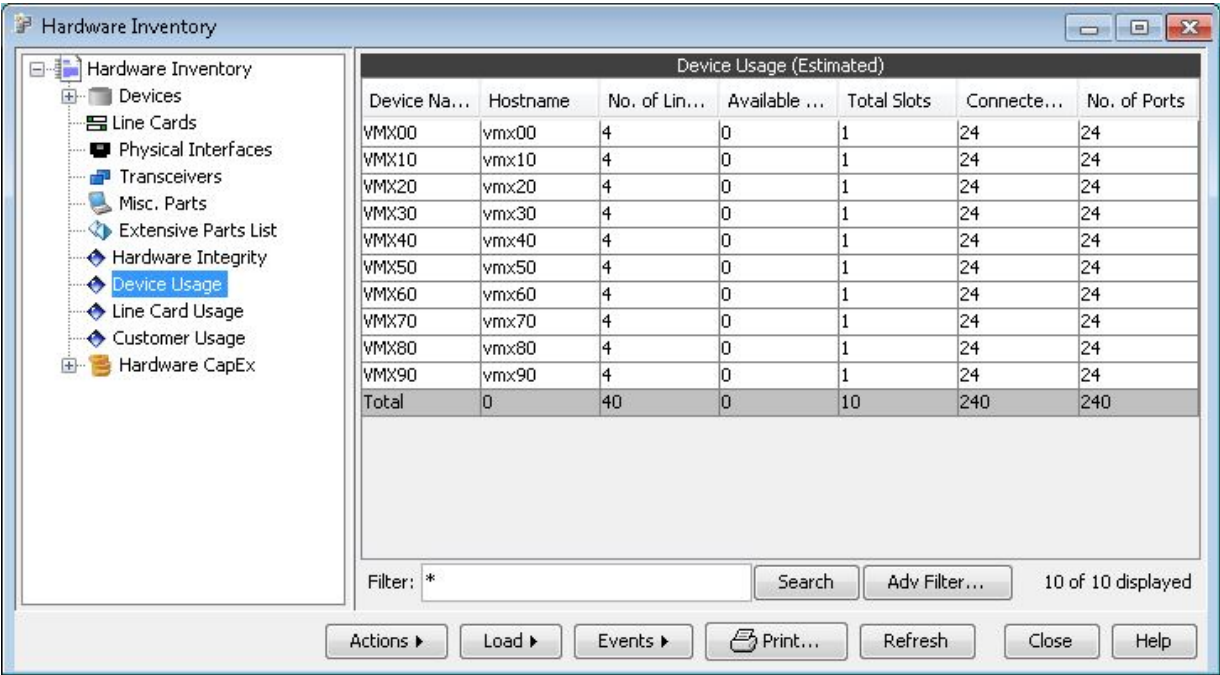 Hardware Inventory
Hardware Inventory
Devices
Line Cards
Physical Interfaces
Transceivers
Misc. Parts
Extensive Parts List
Hardware Integrity
Device Usage
Line Card Usage
Customer Usage
Hardware CapEx
Device Usage (Estimated)
Device Na... Hostname No. of Lin... Available ... Total Slots Connecte... No. of Ports
VMX00 vmx00 4 0 1 24 24
VMX10 vmx10 4 0 1 24 24
VMX20 vmx20 4 0 1 24 24
VMX30 vmx30 4 0 1 24 24
VMX40 vmx40 4 0 1 24 24
VMX50 vmx50 4 0 1 24 24
VMX60 vmx60 4 0 1 24 24
VMX70 vmx70 4 0 1 24 24
VMX80 vmx80 4 0 1 24 24
VMX90 vmx90 4 0 1 24 24
Total 0 40 0 10 240 240
Filter: * Search Adv Filter... 10 of 10 displayed
Actions Load Events Print... Refresh Close Help